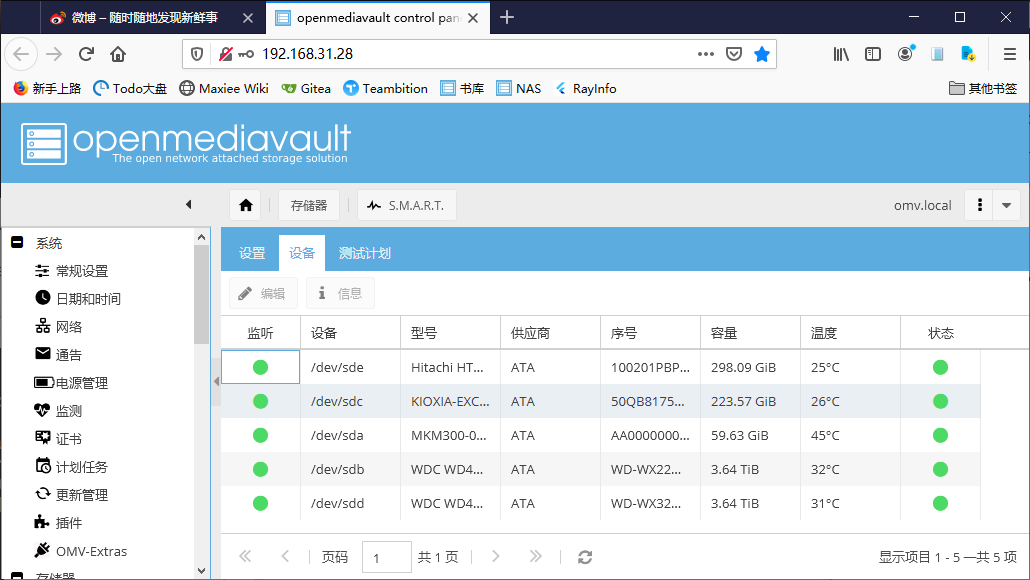 微博 – 随时随地发现新鲜事
openmediavault control pan
192.168.31.28
新手上路 Todo大盘 Maxiee Wiki Gitea Teambition 书库 NAS RayInfo 其他书签
openmediavault
The open network attached storage solution
存储器 S.M.A.R.T. omv.local
系统
常规设置
日期和时间
网络
通告
电源管理
监测
证书
计划任务
更新管理
插件
OMV-Extras
存储器
设置 设备 测试计划
编辑 信息
监听 设备 型号 供应商 序号 容量 温度 状态
/dev/sde Hitachi HT... ATA 100201PBP... 298.09 GiB 25°C
/dev/sdc KIOXIA-EXC... ATA 50QB8175... 223.57 GiB 26°C
/dev/sda MKM300-0... ATA AA0000000... 59.63 GiB 45°C
/dev/sdb WDC WD4... ATA WD-WX22... 3.64 TiB 32°C
/dev/sdd WDC WD4... ATA WD-WX32... 3.64 TiB 31°C
页码 1 共 1 页 显示项目 1 - 5 —共 5 项